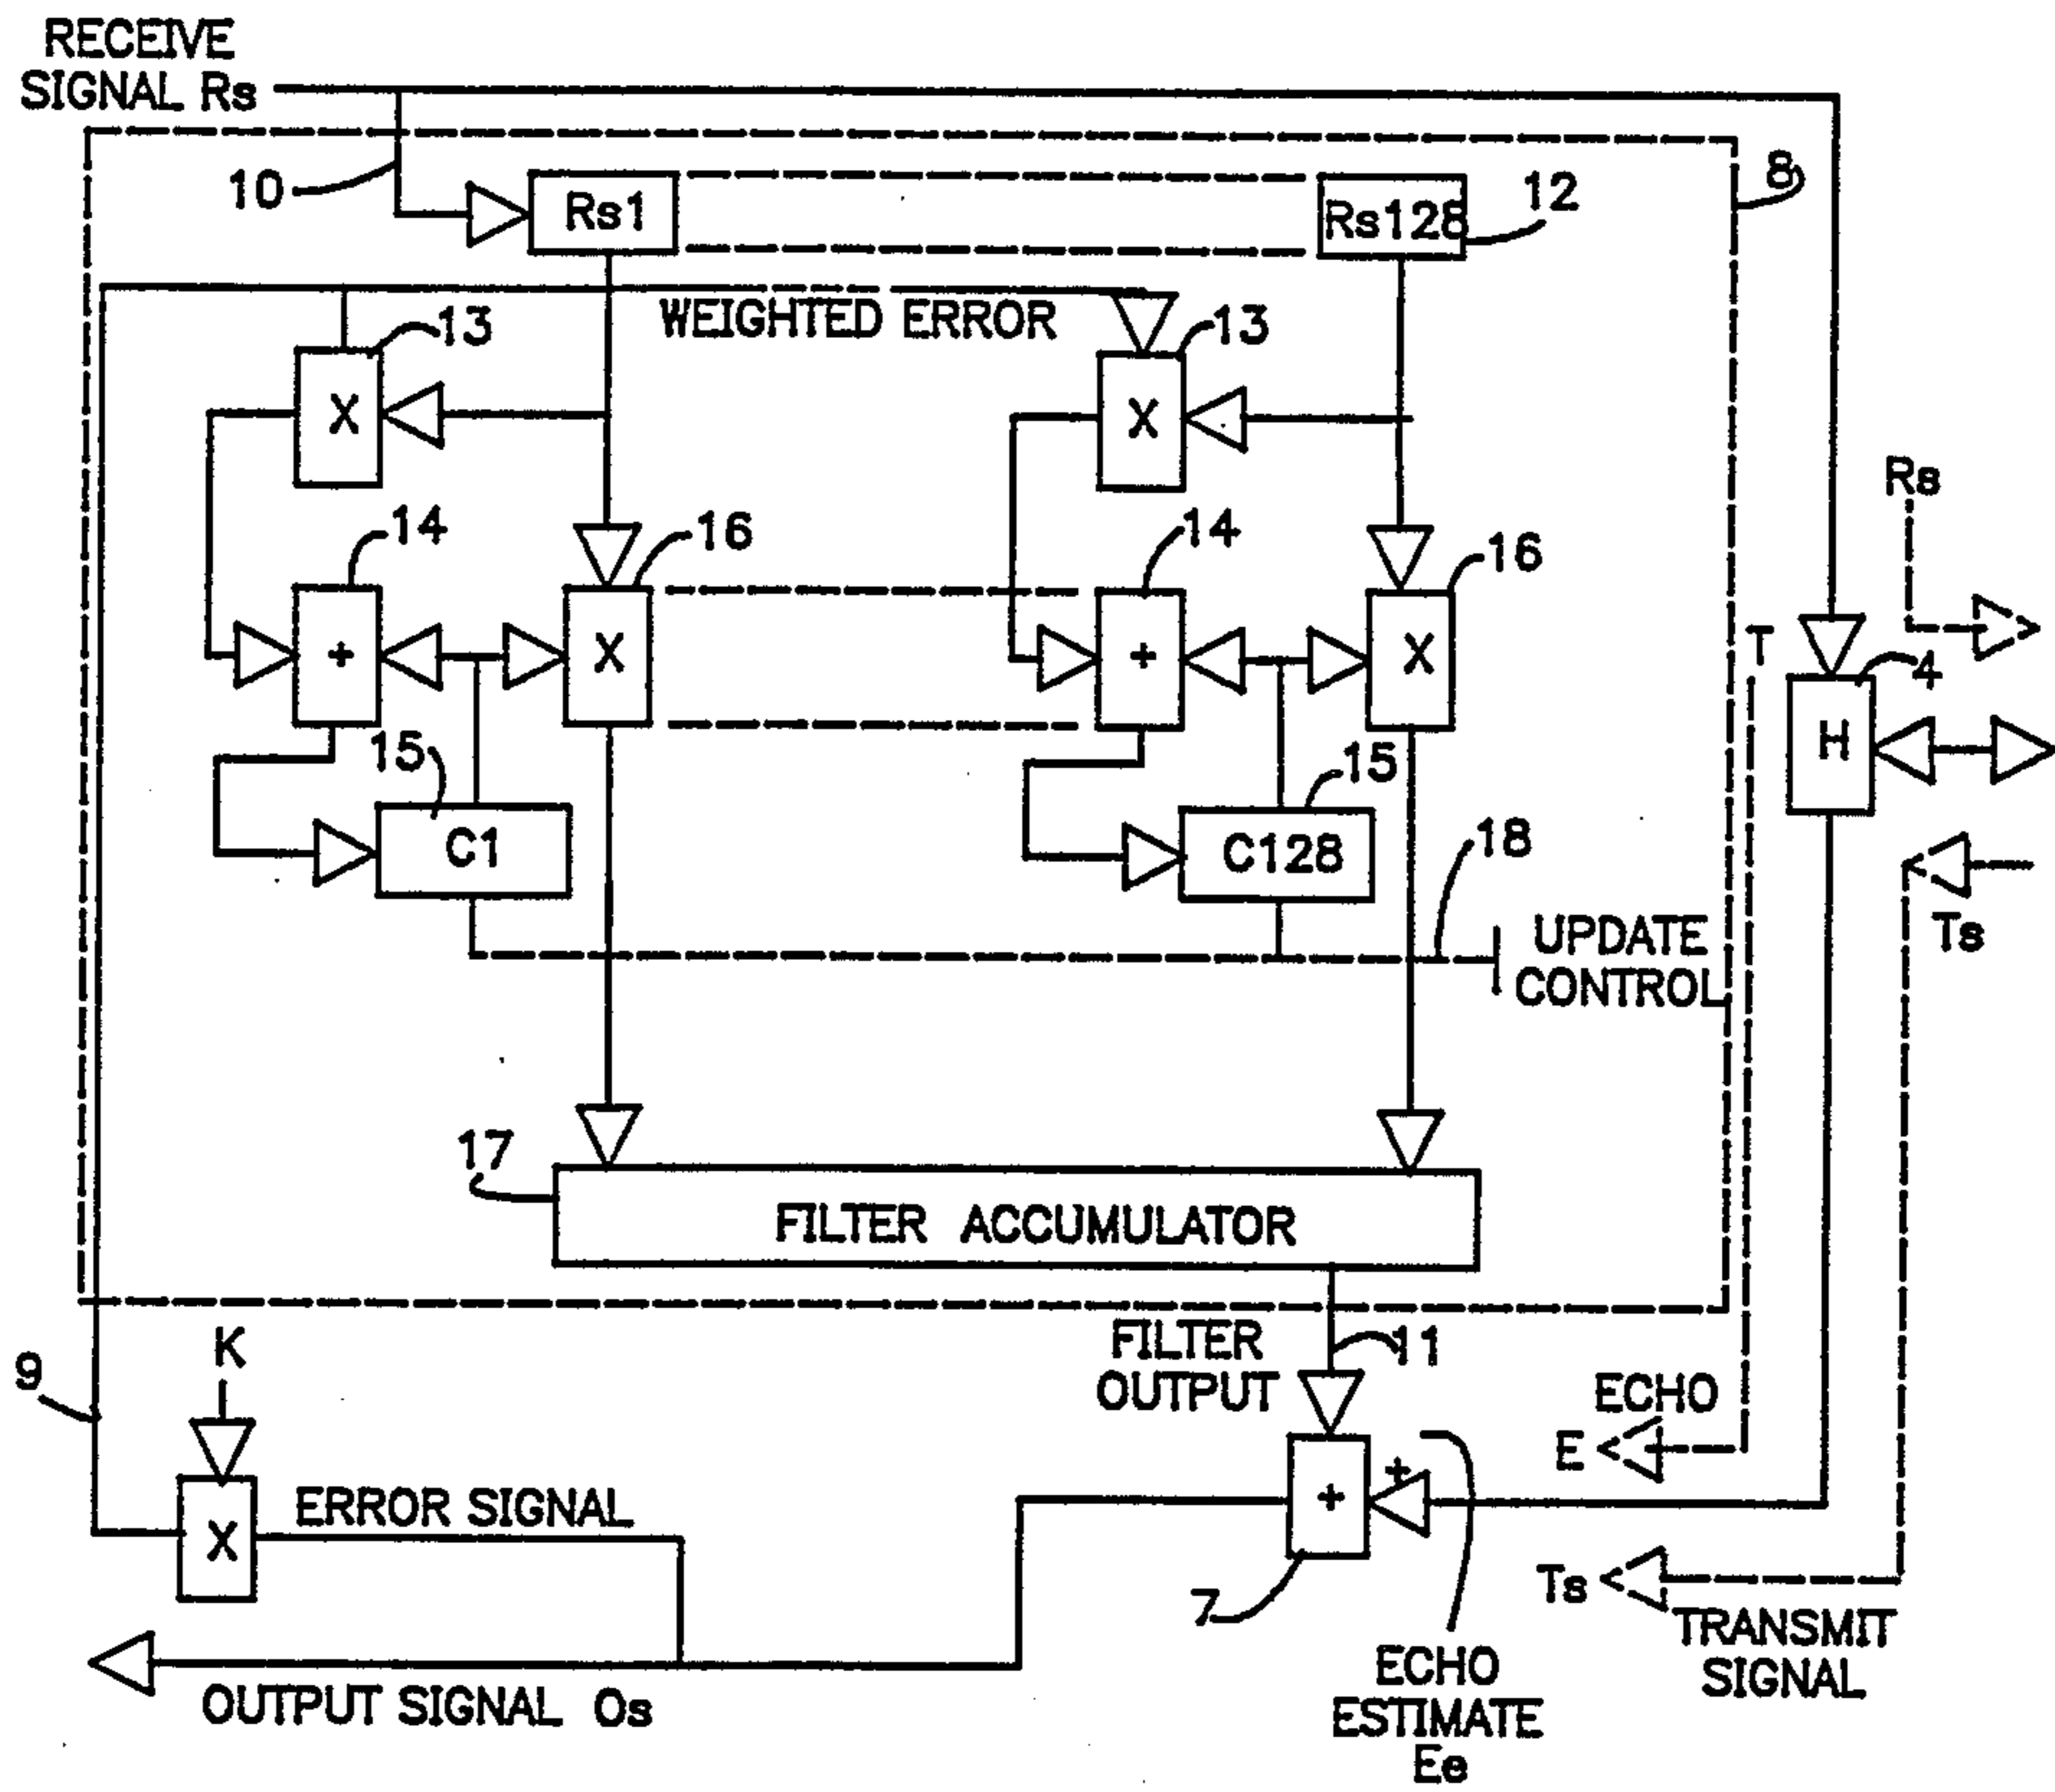 RECEIVE
SIGNAL Rs
10
Rs1
Rs128
12
8
WEIGHTED ERROR
13
13
X
X
Rs
14
16
14
16
+
X
+
X
T
4
H
15
15
C1
C128
18
UPDATE
CONTROL
Ts
17
FILTER ACCUMULATOR
K
9
FILTER
OUTPUT
11
ECHO
E
+
+
X
ERROR SIGNAL
7
Ts
TRANSMIT
SIGNAL
ECHO
ESTIMATE
Ee
OUTPUT SIGNAL Os